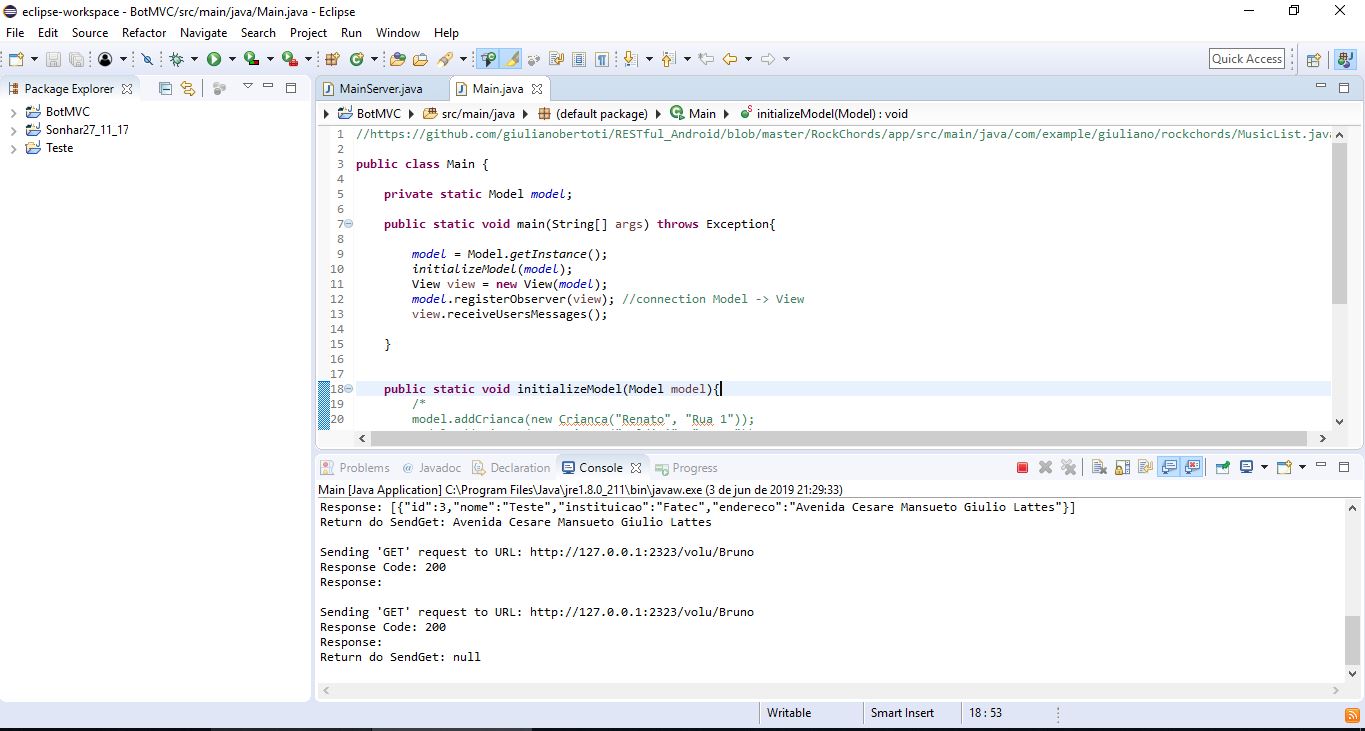 eclipse-workspace - BotMVC/src/main/java/Main.java - Eclipse
File Edit Source Refactor Navigate Search Project Run Window Help
Quick Access
Package Explorer
BotMVC
Sonhar27_11_17
Teste
MainServer.java Main.java
BotMVC src/main/java (default package) Main initializeModel(Model) : void
1 //https://github.com/giulianobertoti/RESTful_Android/blob/master/RockChords/app/src/main/java/com/example/giuliano/rockchords/MusicList.java
2
3 public class Main {
4
5 private static Model model;
6
7 public static void main(String[] args) throws Exception{
8
9 model = Model.getInstance();
10 initializeModel(model);
11 View view = new View(model);
12 model.registerObserver(view); //connection Model -> View
13 view.receiveUsersMessages();
14
15 }
16
17
18 public static void initializeModel(Model model){
19 /*
20 model.addCrianca(new Crianca("Renato", "Rua 1"));
Problems @ Javadoc Declaration Console Progress
Main [Java Application] C:\Program Files\Java\jre1.8.0_211\bin\javaw.exe (3 de jun de 2019 21:29:33)
Response: [{"id":3,"nome":"Teste","instituicao":"Fatec","endereco":"Avenida Cesare Mansueto Giulio Lattes"}]
Return do SendGet: Avenida Cesare Mansueto Giulio Lattes
Sending 'GET' request to URL: http://127.0.0.1:2323/volu/Bruno
Response Code: 200
Response:
Sending 'GET' request to URL: http://127.0.0.1:2323/volu/Bruno
Response Code: 200
Response:
Return do SendGet: null
Writable Smart Insert 18 : 53